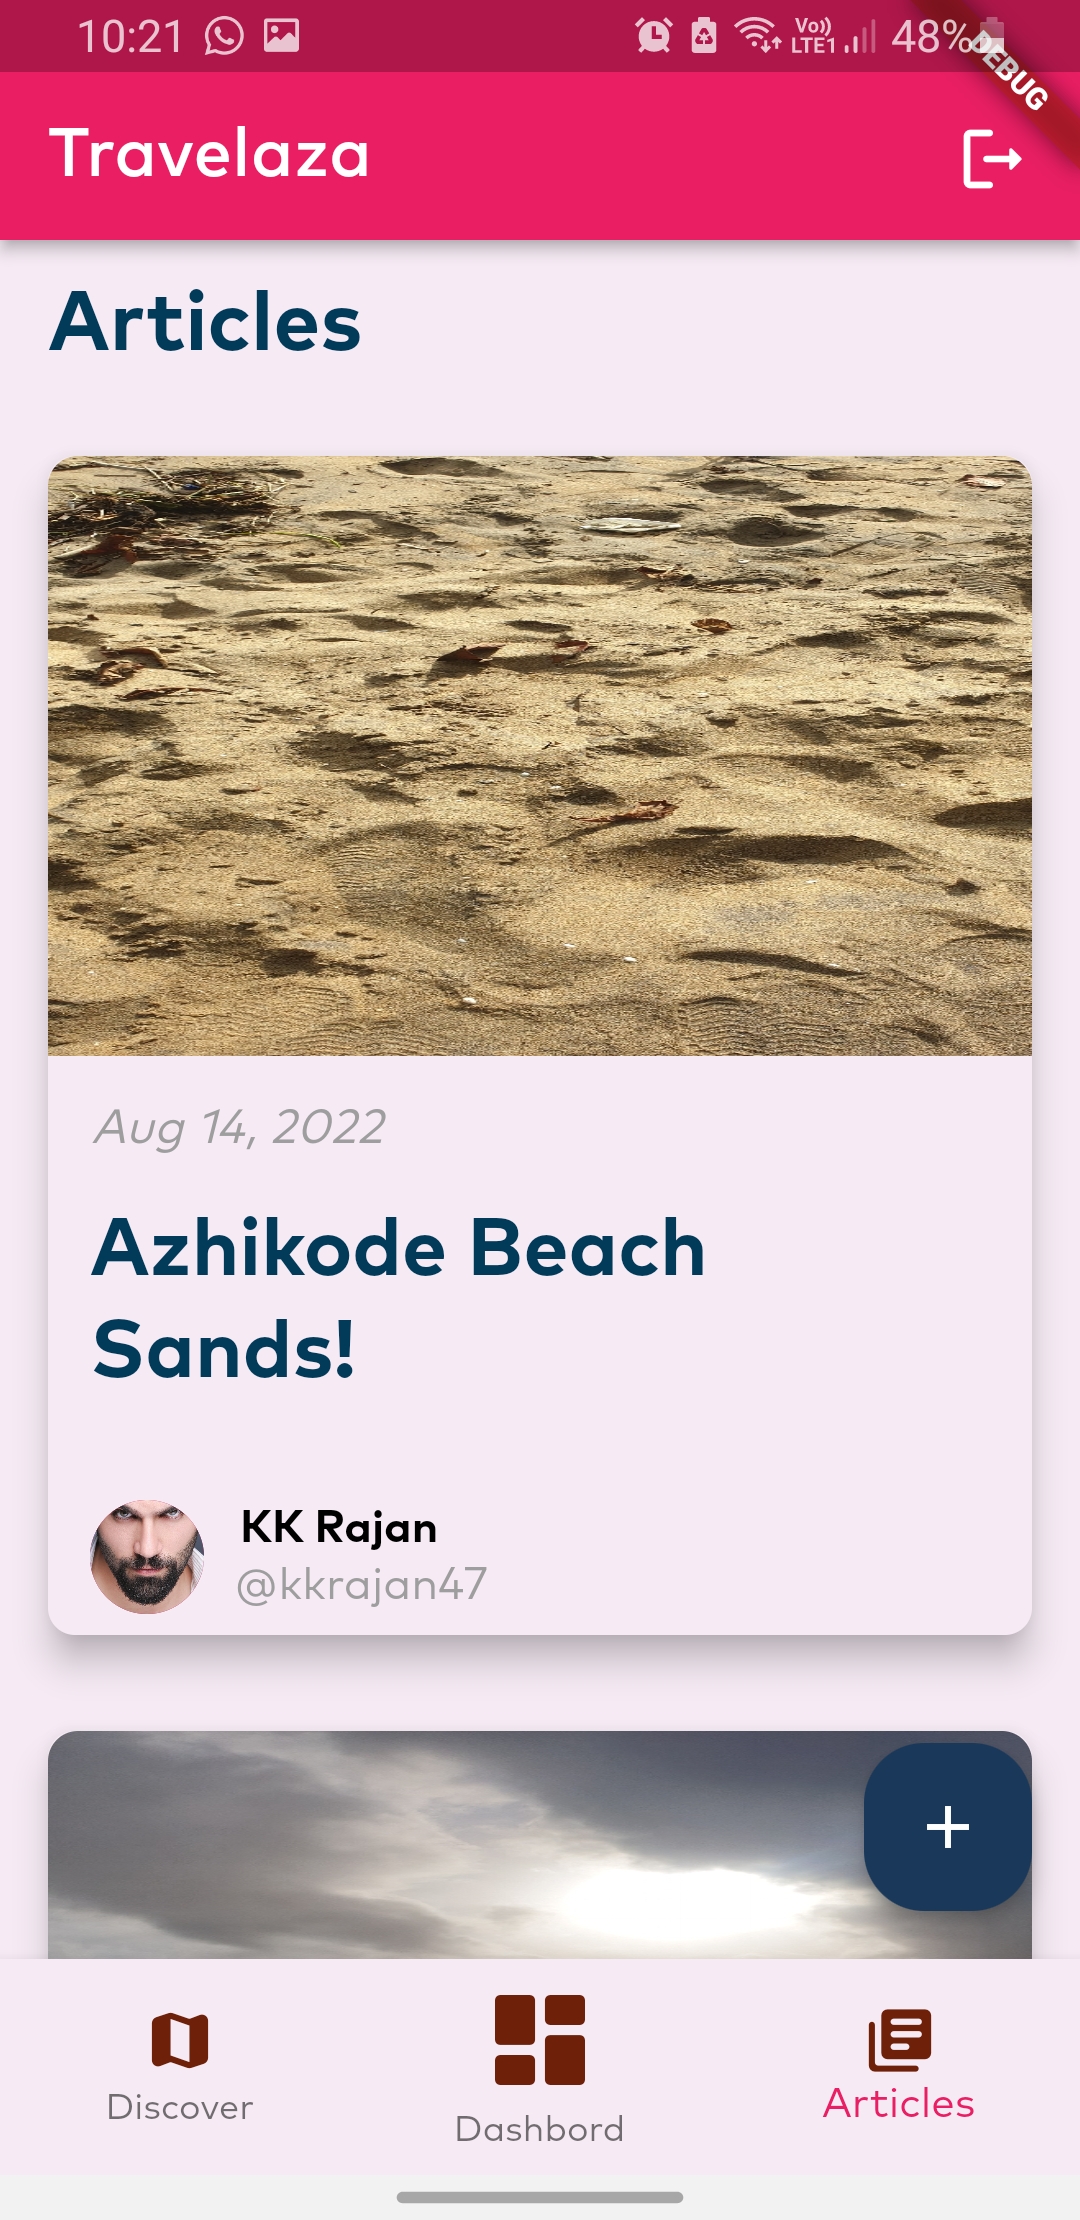 10:21
Vo)) LTE1 48%
DEBUG
Travelaza
Articles
Aug 14, 2022
Azhikode Beach
Sands!
KK Rajan
@kkrajan47
Discover
Dashbord
Articles